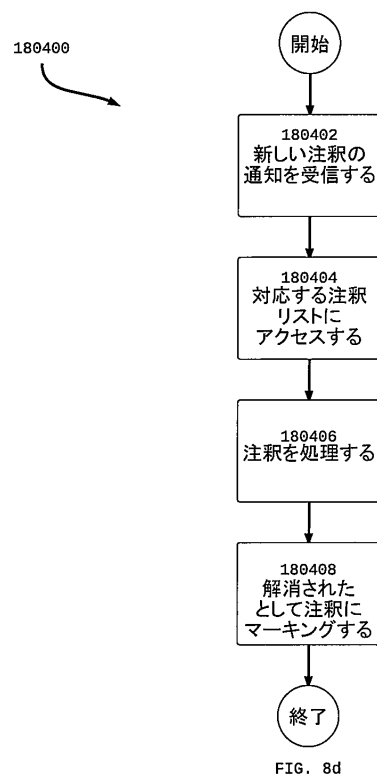 180400
開始
180402
新しい注釈の
通知を受信する
180404
対応する注釈
リストに
アクセスする
180406
注釈を処理する
180408
解消された
として注釈に
マーキングする
終了
FIG. 8d